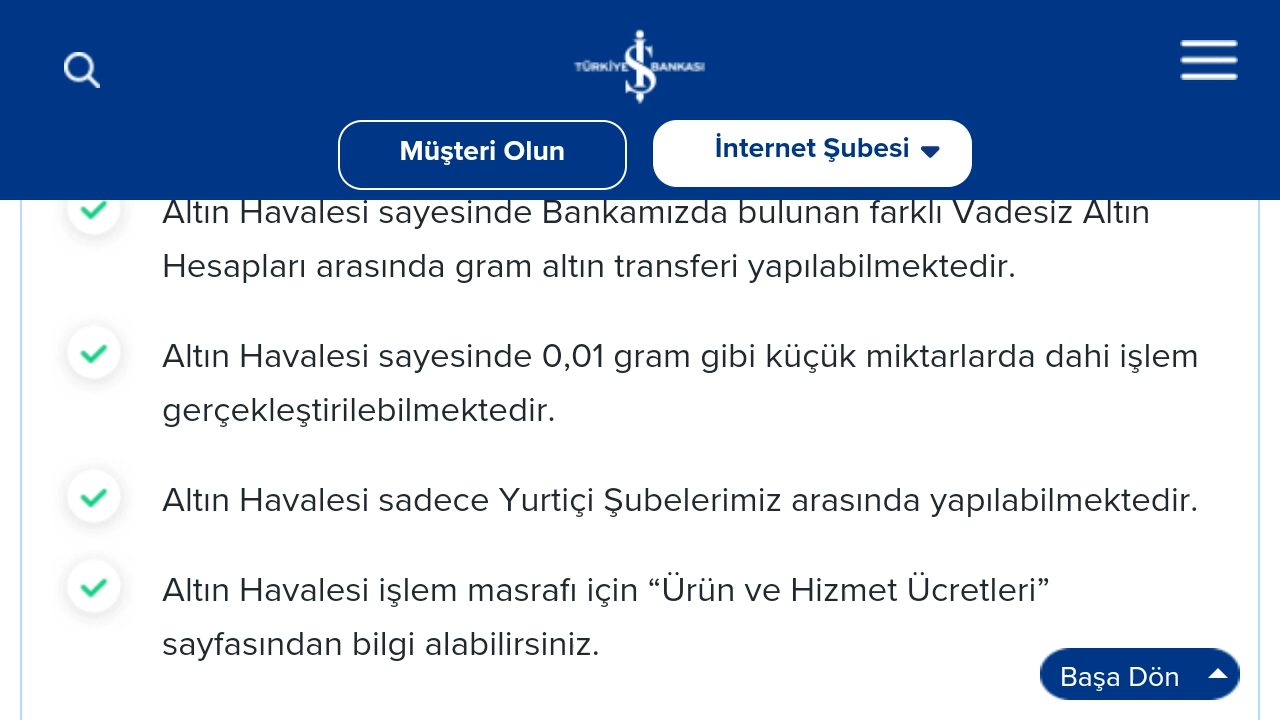 TÜRKİYE İŞ BANKASI
Müşteri Olun
İnternet Şubesi
Altın Havalesi sayesinde Bankamızda bulunan farklı Vadesiz Altın
Hesapları arasında gram altın transferi yapılabilmektedir.
Altın Havalesi sayesinde 0,01 gram gibi küçük miktarlarda dahi işlem
gerçekleştirilebilmektedir.
Altın Havalesi sadece Yurtiçi Şubelerimiz arasında yapılabilmektedir.
Altın Havalesi işlem masrafı için “Ürün ve Hizmet Ücretleri”
sayfasından bilgi alabilirsiniz.
Başa Dön